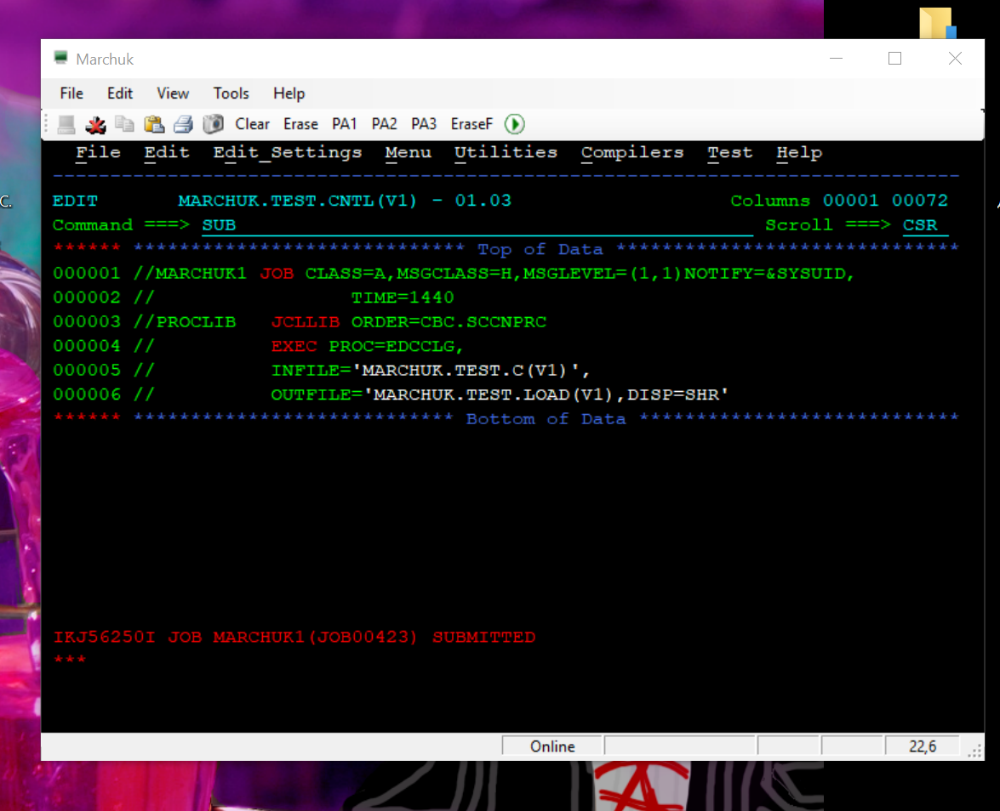 Marchuk
File Edit View Tools Help
Clear Erase PA1 PA2 PA3 EraseF
File Edit Edit_Settings Menu Utilities Compilers Test Help
C.
EDIT MARCHUK.TEST.CNTL(V1) - 01.03 Columns 00001 00072
Command ===> SUB Scroll ===> CSR
****** ***************************** Top of Data ******************************
000001 //MARCHUK1 JOB CLASS=A,MSGCLASS=H,MSGLEVEL=(1,1)NOTIFY=&SYSUID,
000002 // TIME=1440
000003 //PROCLIB JCLLIB ORDER=CBC.SCCNPRC
000004 // EXEC PROC=EDCCLG,
000005 // INFILE='MARCHUK.TEST.C(V1)',
000006 // OUTFILE='MARCHUK.TEST.LOAD(V1),DISP=SHR'
****** **************************** Bottom of Data ****************************
IKJ56250I JOB MARCHUK1(JOB00423) SUBMITTED
***
Online 22,6